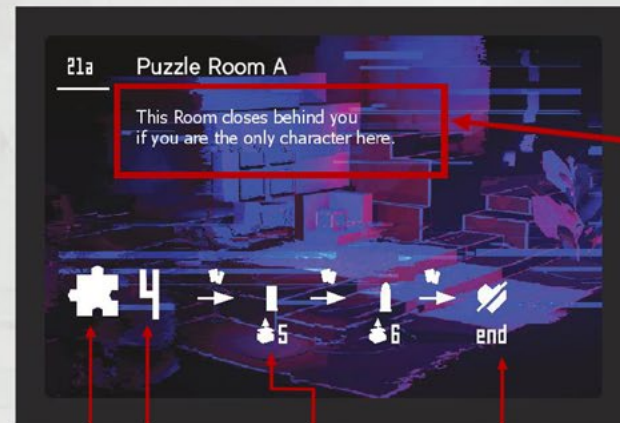 21a Puzzle Room A
This Room closes behind you
if you are the only character here.
4
5 6 end